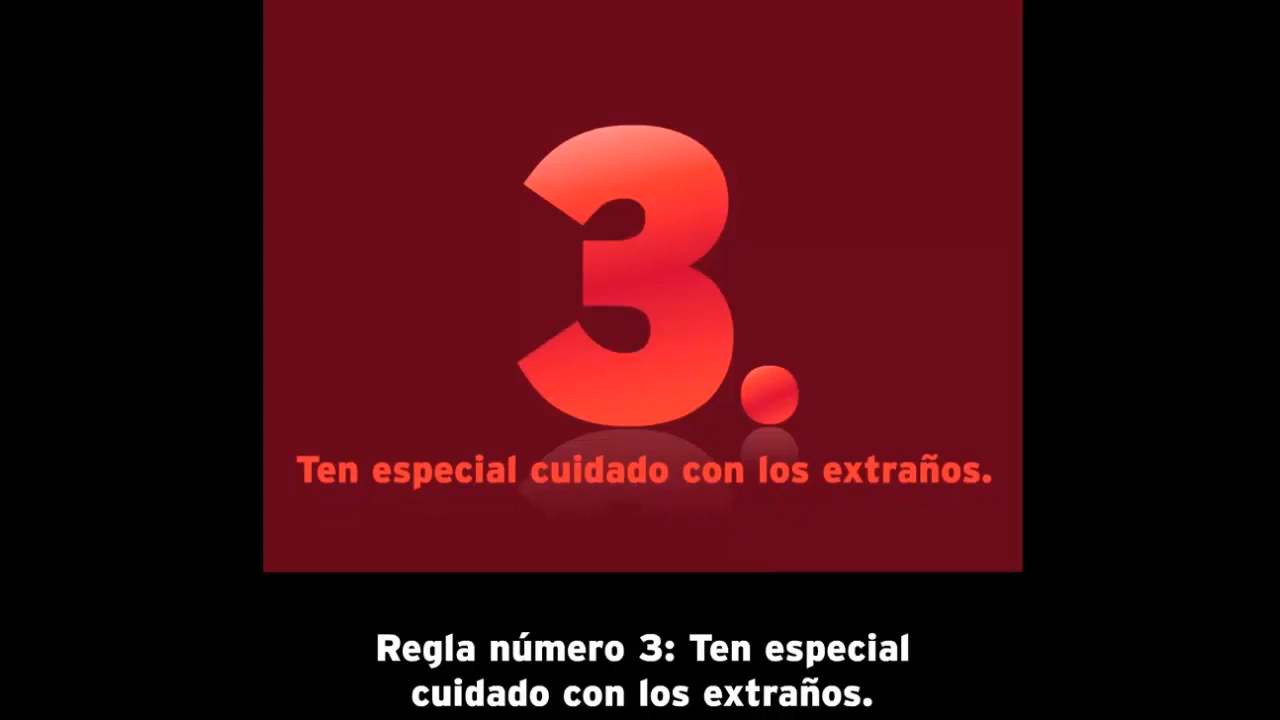 3.
Ten especial cuidado con los extraños.
Regla número 3: Ten especial
cuidado con los extraños.